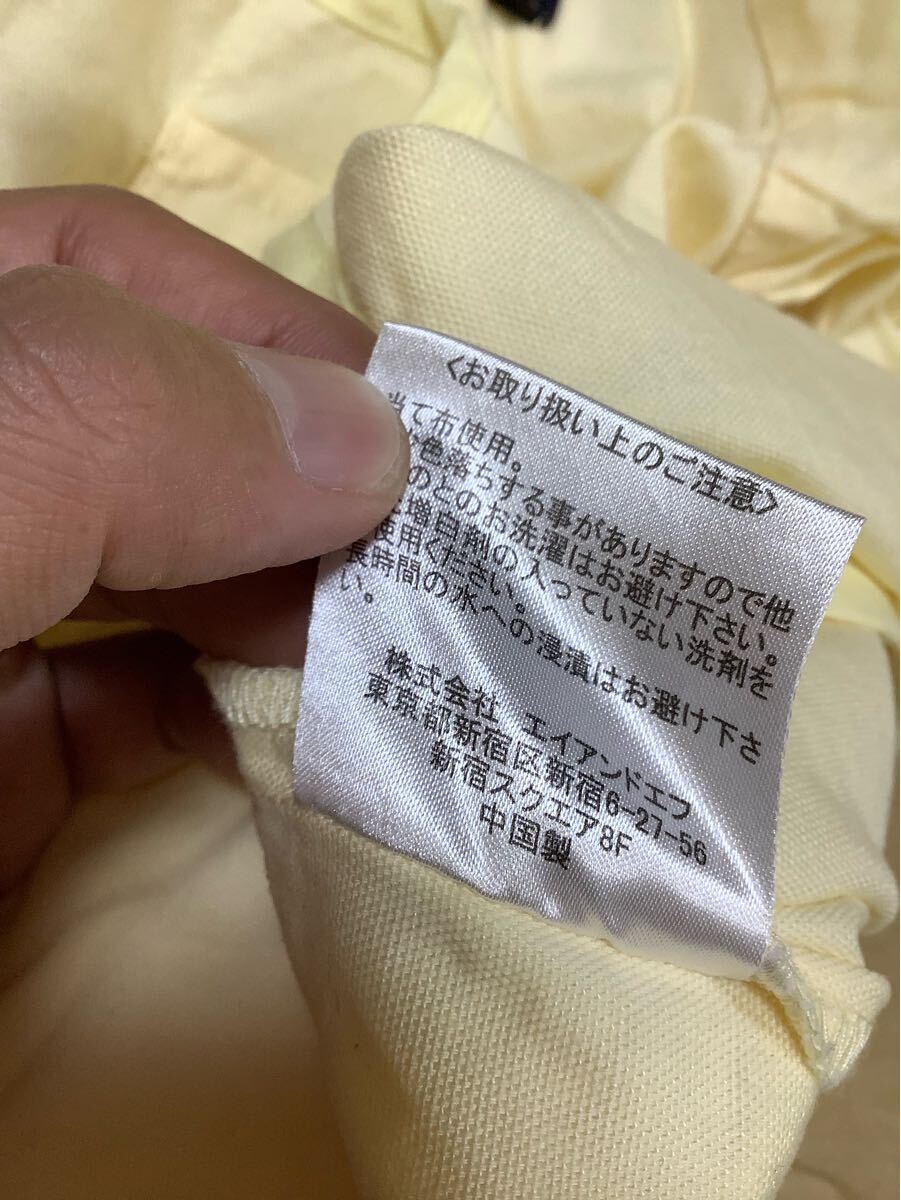 〈お取り扱い上のご注意〉
当て布使用。
色落ちする事がありますので他
のとのお洗濯はお避け下さい。
増白剤の入っていない洗剤を
使用ください。
長時間の水への浸漬はお避け下さ
い。
株式会社 エイアンドエフ
東京都新宿区新宿6-27-56
新宿スクエア8F
中国製